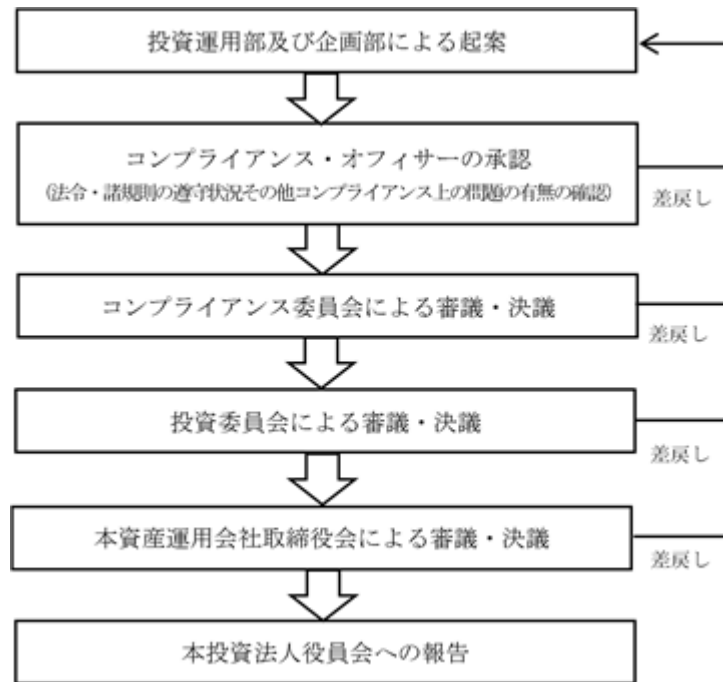 投資運用部及び企画部による起案
コンプライアンス・オフィサーの承認
(法令・諸規則の遵守状況その他コンプライアンス上の問題の有無の確認)
差戻し
コンプライアンス委員会による審議・決議
差戻し
投資委員会による審議・決議
差戻し
本資産運用会社取締役会による審議・決議
差戻し
本投資法人役員会への報告